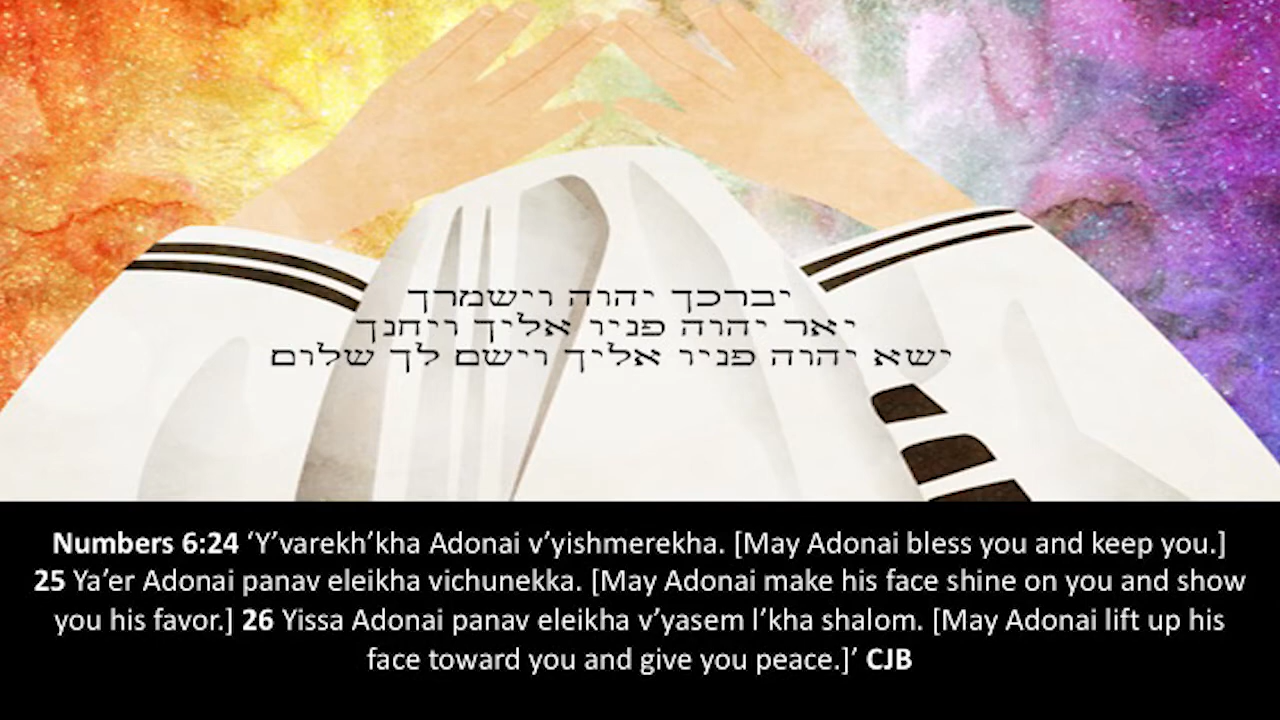 יברכך יהוה וישמרך
יאר יהוה פניו אליך ויחנך
ישא יהוה פניו אליך וישם לך שלום
Numbers 6:24 ‘Y’varekh‘kha Adonai v’yishmerekha. [May Adonai bless you and keep you.]
25 Ya’er Adonai panav eleikha vichunekka. [May Adonai make his face shine on you and show
you his favor.] 26 Yissa Adonai panav eleikha v’yasem l‘kha shalom. [May Adonai lift up his
face toward you and give you peace.]’ CJB